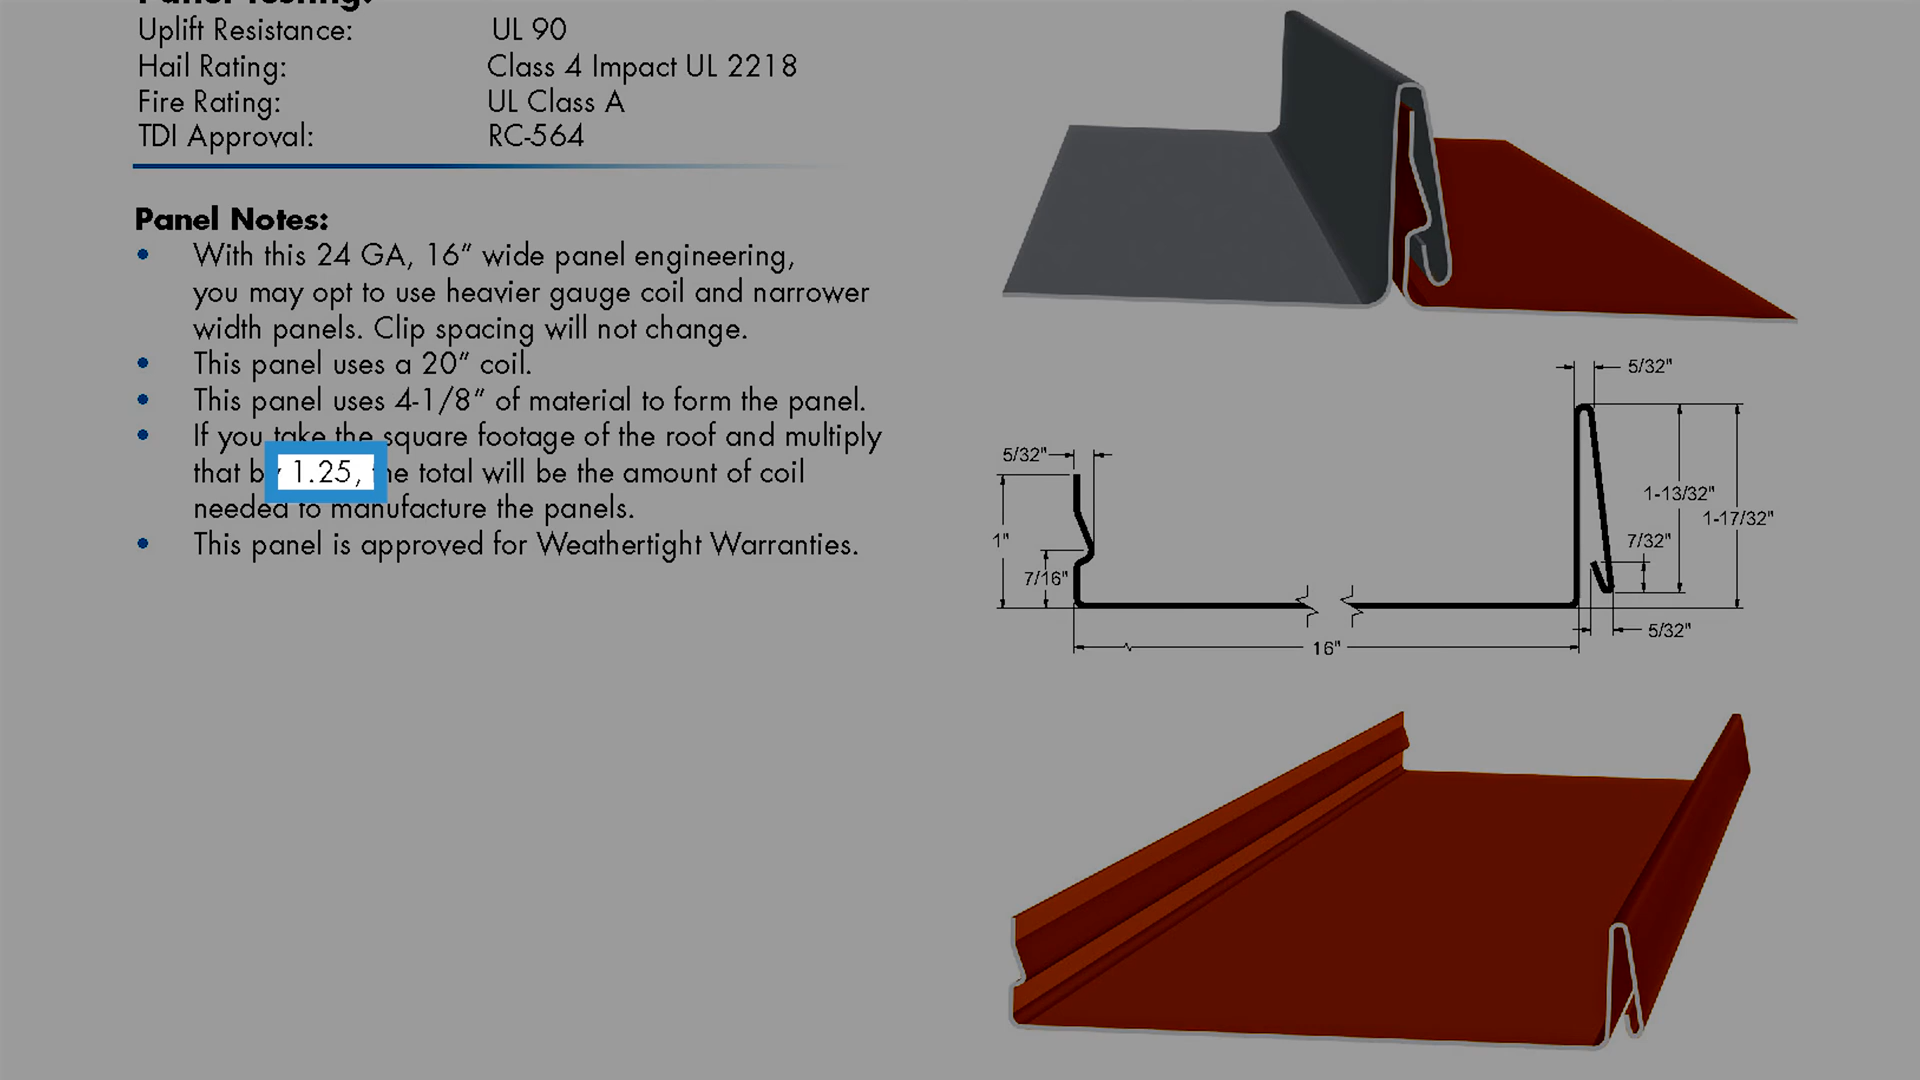 Panel Testing:
Uplift Resistance: UL 90
Hail Rating: Class 4 Impact UL 2218
Fire Rating: UL Class A
TDI Approval: RC-564
Panel Notes:
• With this 24 GA, 16” wide panel engineering,
you may opt to use heavier gauge coil and narrower
width panels. Clip spacing will not change.
• This panel uses a 20” coil.
• This panel uses 4-1/8” of material to form the panel.
• If you take the square footage of the roof and multiply
that by 1.25, the total will be the amount of coil
needed to manufacture the panels.
• This panel is approved for Weathertight Warranties.
5/32"
5/32"
1-13/32"
1-17/32"
1"
7/32"
7/16"
5/32"
16"